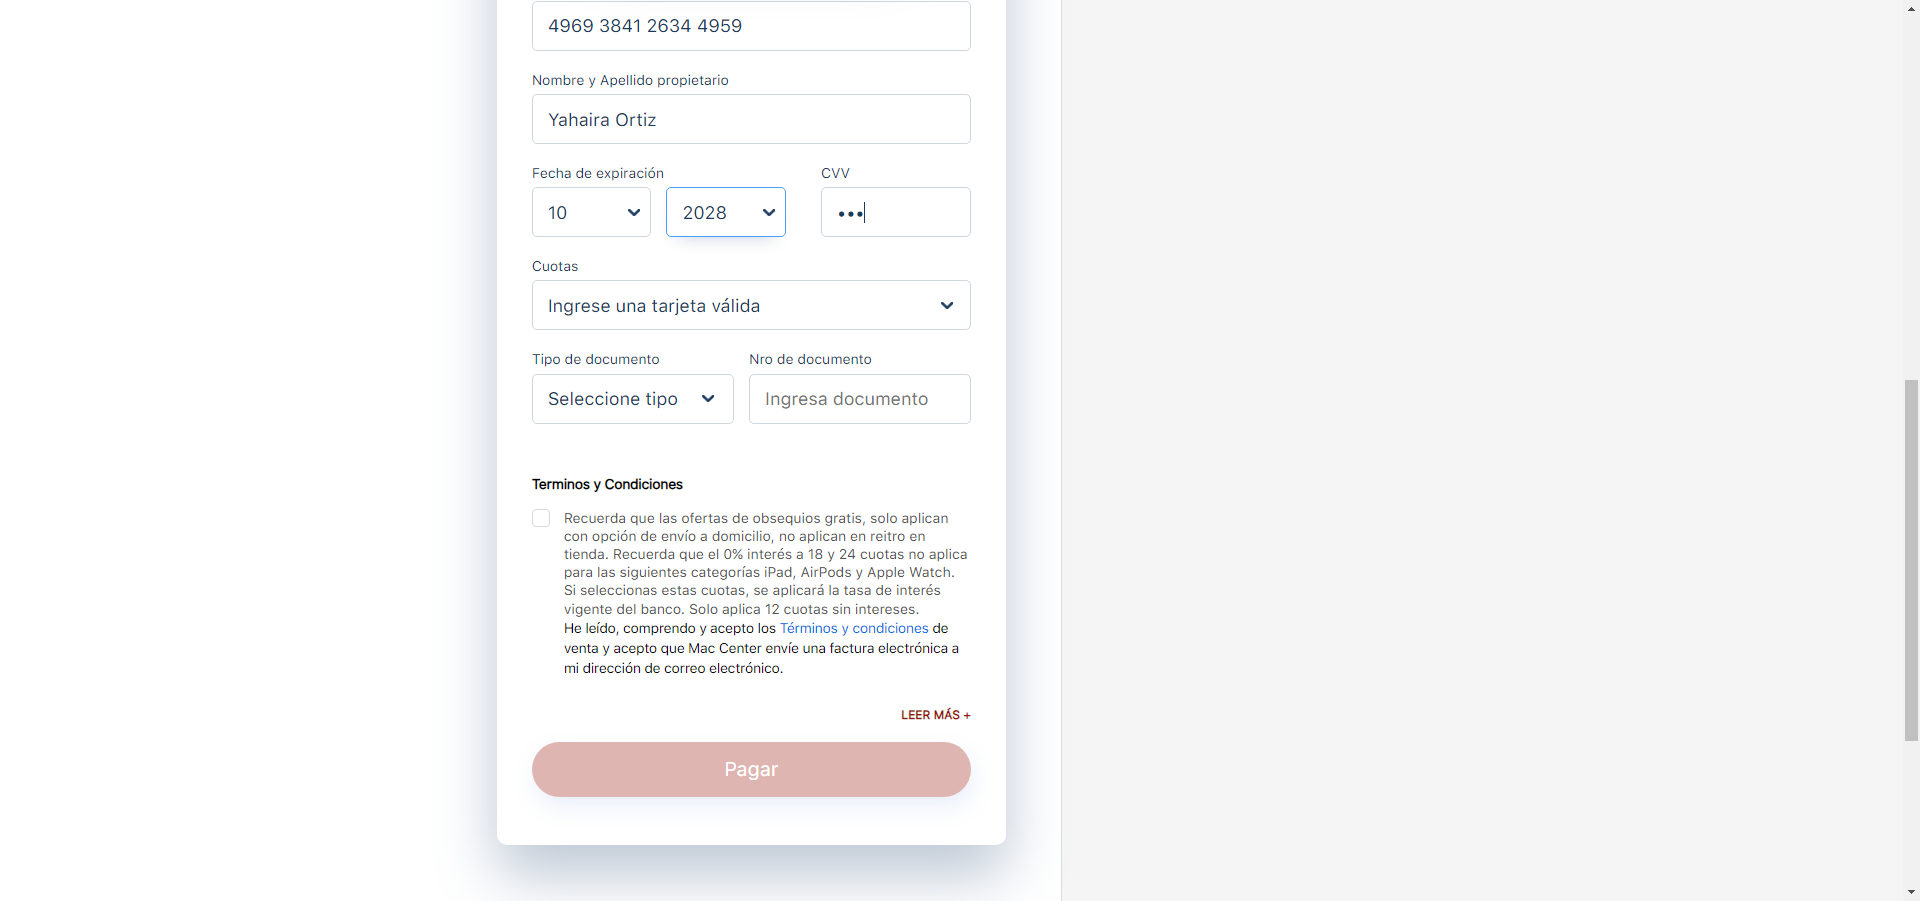 4969 3841 2634 4959
Nombre y Apellido propietario
Yahaira Ortiz
Fecha de expiración
CVV
10
2028
•••
Cuotas
Ingrese una tarjeta válida
Tipo de documento
Nro de documento
Seleccione tipo
Ingresa documento
Terminos y Condiciones
Recuerda que las ofertas de obsequios gratis, solo aplican
con opción de envío a domicilio, no aplican en reitro en
tienda. Recuerda que el 0% interés a 18 y 24 cuotas no aplica
para las siguientes categorías iPad, AirPods y Apple Watch.
Si seleccionas estas cuotas, se aplicará la tasa de interés
vigente del banco. Solo aplica 12 cuotas sin intereses.
He leído, comprendo y acepto los Términos y condiciones de
venta y acepto que Mac Center envíe una factura electrónica a
mi dirección de correo electrónico.
LEER MÁS +
Pagar